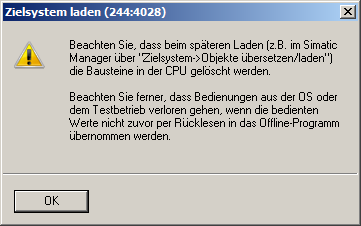 Zielsystem laden (244:4028)
Beachten Sie, dass beim späteren Laden (z.B. im Simatic
Manager über "Zielsystem->Objekte übersetzen/laden")
die Bausteine in der CPU gelöscht werden.
Beachten Sie ferner, dass Bedienungen aus der OS oder
dem Testbetrieb verloren gehen, wenn die bedienten
Werte nicht zuvor per Rücklesen in das Offline-Programm
übernommen werden.
OK